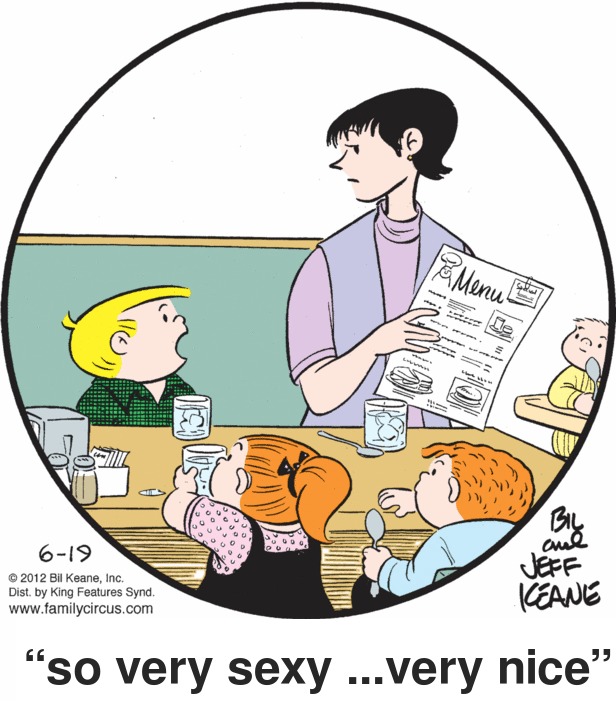 Menu
6-19
© 2012 Bil Keane, Inc.
Dist. by King Features Synd.
www.familycircus.com
BIL
and
JEFF
KEANE
“so very sexy ...very nice”